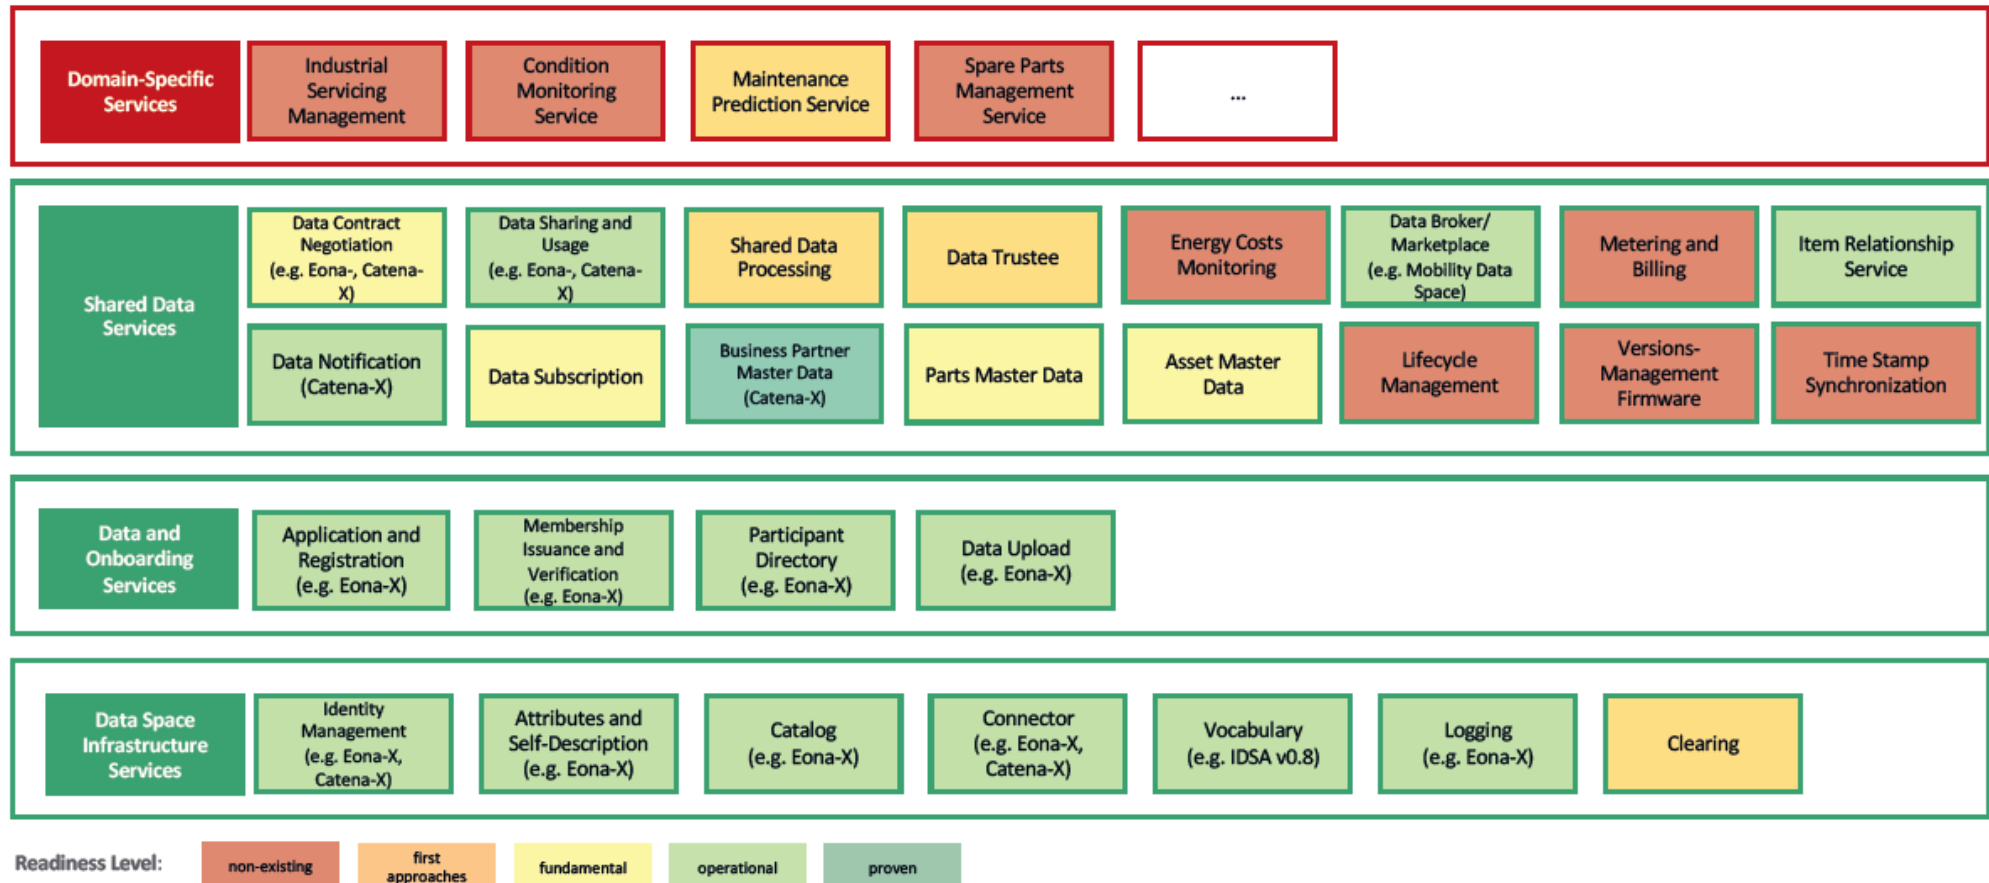 Domain-Specific
Services
Industrial
Servicing
Management
Condition
Monitoring
Service
Maintenance
Prediction Service
Spare Parts
Management
Service
...
Shared Data
Services
Data Contract
Negotiation
(e.g. Eona-, Catena-
X)
Data Sharing and
Usage
(e.g. Eona-, Catena-
X)
Shared Data
Processing
Data Trustee
Energy Costs
Monitoring
Data Broker/
Marketplace
(e.g. Mobility Data
Space)
Metering and
Billing
Item Relationship
Service
Data Notification
(Catena-X)
Data Subscription
Business Partner
Master Data
(Catena-X)
Parts Master Data
Asset Master
Data
Lifecycle
Management
Versions-
Management
Firmware
Time Stamp
Synchronization
Data and
Onboarding
Services
Application and
Registration
(e.g. Eona-X)
Membership
Issuance and
Verification
(e.g. Eona-X)
Participant
Directory
(e.g. Eona-X)
Data Upload
(e.g. Eona-X)
Data Space
Infrastructure
Services
Identity
Management
(e.g. Eona-X,
Catena-X)
Attributes and
Self-Description
(e.g. Eona-X)
Catalog
(e.g. Eona-X)
Connector
(e.g. Eona-X,
Catena-X)
Vocabulary
(e.g. IDSA v0.8)
Logging
(e.g. Eona-X)
Clearing
Readiness Level:
non-existing
first
approaches
fundamental
operational
proven